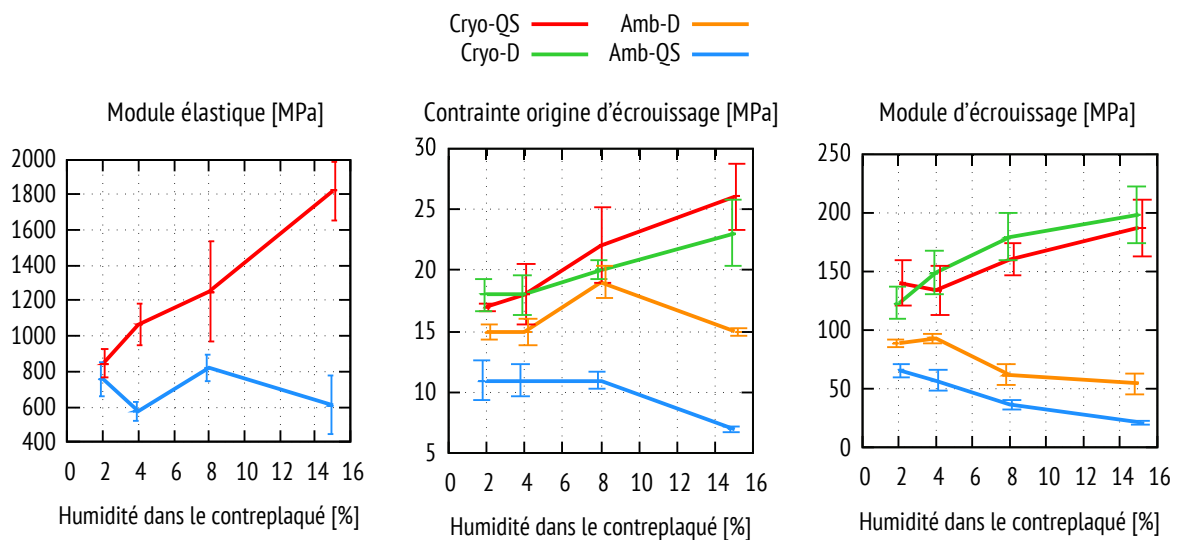 Cryo-QS
Amb-D
Cryo-D
Amb-QS
Module élastique [MPa]
2000
1800
1600
1400
1200
1000
800
600
400
0 2 4 6 8 10 12 14 16
Humidité dans le contreplaqué [%]
Contrainte origine d'écrouissage [MPa]
30
25
20
15
10
5
0 2 4 6 8 10 12 14 16
Humidité dans le contreplaqué [%]
Module d'écrouissage [MPa]
250
200
150
100
50
0
0 2 4 6 8 10 12 14 16
Humidité dans le contreplaqué [%]